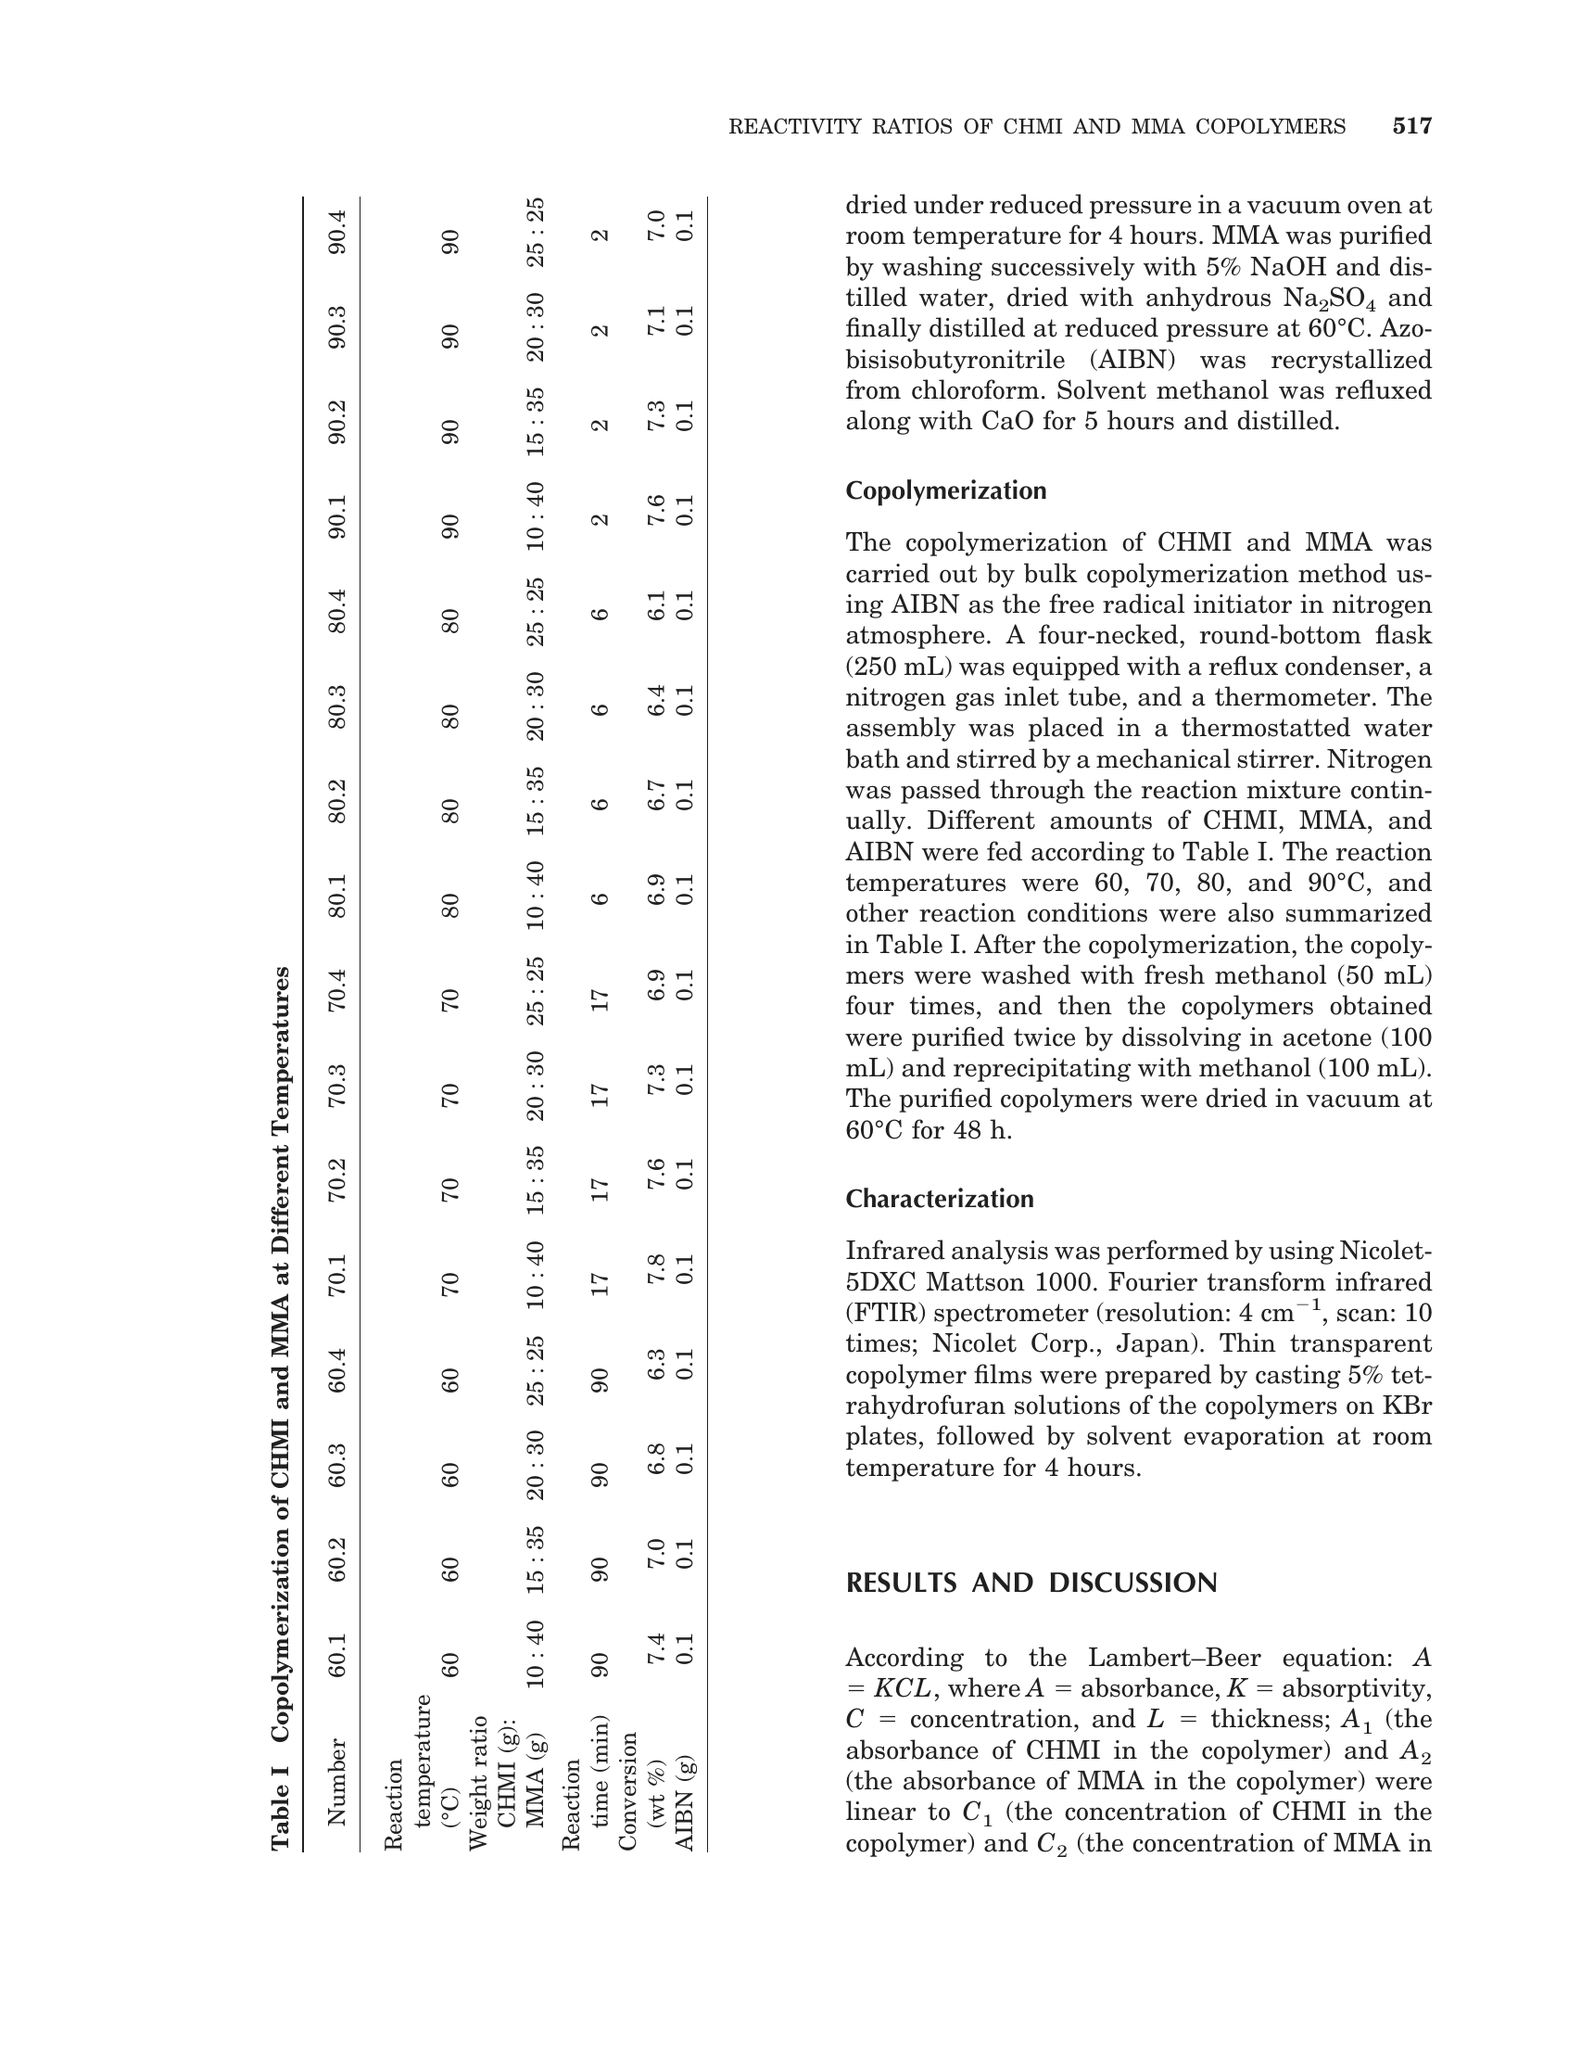 REACTIVITY RATIOS OF CHMI AND MMA COPOLYMERS 517
Table I Copolymerization of CHMI and MMA at Different Temperatures
Number 60.1 60.2 60.3 60.4 70.1 70.2 70.3 70.4 80.1 80.2 80.3 80.4 90.1 90.2 90.3 90.4
Reaction
temperature
(°C) 60 60 60 60 70 70 70 70 80 80 80 80 90 90 90 90
Weight ratio
CHMI (g):
MMA (g) 10 : 40 15 : 35 20 : 30 25 : 25 10 : 40 15 : 35 20 : 30 25 : 25 10 : 40 15 : 35 20 : 30 25 : 25 10 : 40 15 : 35 20 : 30 25 : 25
Reaction
time (min) 90 90 90 90 17 17 17 17 6 6 6 6 2 2 2 2
Conversion
(wt %) 7.4 7.0 6.8 6.3 7.8 7.6 7.3 6.9 6.9 6.7 6.4 6.1 7.6 7.3 7.1 7.0
AIBN (g) 0.1 0.1 0.1 0.1 0.1 0.1 0.1 0.1 0.1 0.1 0.1 0.1 0.1 0.1 0.1 0.1
dried under reduced pressure in a vacuum oven at
room temperature for 4 hours. MMA was purified
by washing successively with 5% NaOH and dis-
tilled water, dried with anhydrous Na₂SO₄ and
finally distilled at reduced pressure at 60°C. Azo-
bisisobutyronitrile (AIBN) was recrystallized
from chloroform. Solvent methanol was refluxed
along with CaO for 5 hours and distilled.
Copolymerization
The copolymerization of CHMI and MMA was
carried out by bulk copolymerization method us-
ing AIBN as the free radical initiator in nitrogen
atmosphere. A four-necked, round-bottom flask
(250 mL) was equipped with a reflux condenser, a
nitrogen gas inlet tube, and a thermometer. The
assembly was placed in a thermostatted water
bath and stirred by a mechanical stirrer. Nitrogen
was passed through the reaction mixture contin-
ually. Different amounts of CHMI, MMA, and
AIBN were fed according to Table I. The reaction
temperatures were 60, 70, 80, and 90°C, and
other reaction conditions were also summarized
in Table I. After the copolymerization, the copoly-
mers were washed with fresh methanol (50 mL)
four times, and then the copolymers obtained
were purified twice by dissolving in acetone (100
mL) and reprecipitating with methanol (100 mL).
The purified copolymers were dried in vacuum at
60°C for 48 h.
Characterization
Infrared analysis was performed by using Nicolet-
5DXC Mattson 1000. Fourier transform infrared
(FTIR) spectrometer (resolution: 4 cm⁻¹, scan: 10
times; Nicolet Corp., Japan). Thin transparent
copolymer films were prepared by casting 5% tet-
rahydrofuran solutions of the copolymers on KBr
plates, followed by solvent evaporation at room
temperature for 4 hours.
RESULTS AND DISCUSSION
According to the Lambert–Beer equation: A
= KCL, where A = absorbance, K = absorptivity,
C = concentration, and L = thickness; A₁ (the
absorbance of CHMI in the copolymer) and A₂
(the absorbance of MMA in the copolymer) were
linear to C₁ (the concentration of CHMI in the
copolymer) and C₂ (the concentration of MMA in